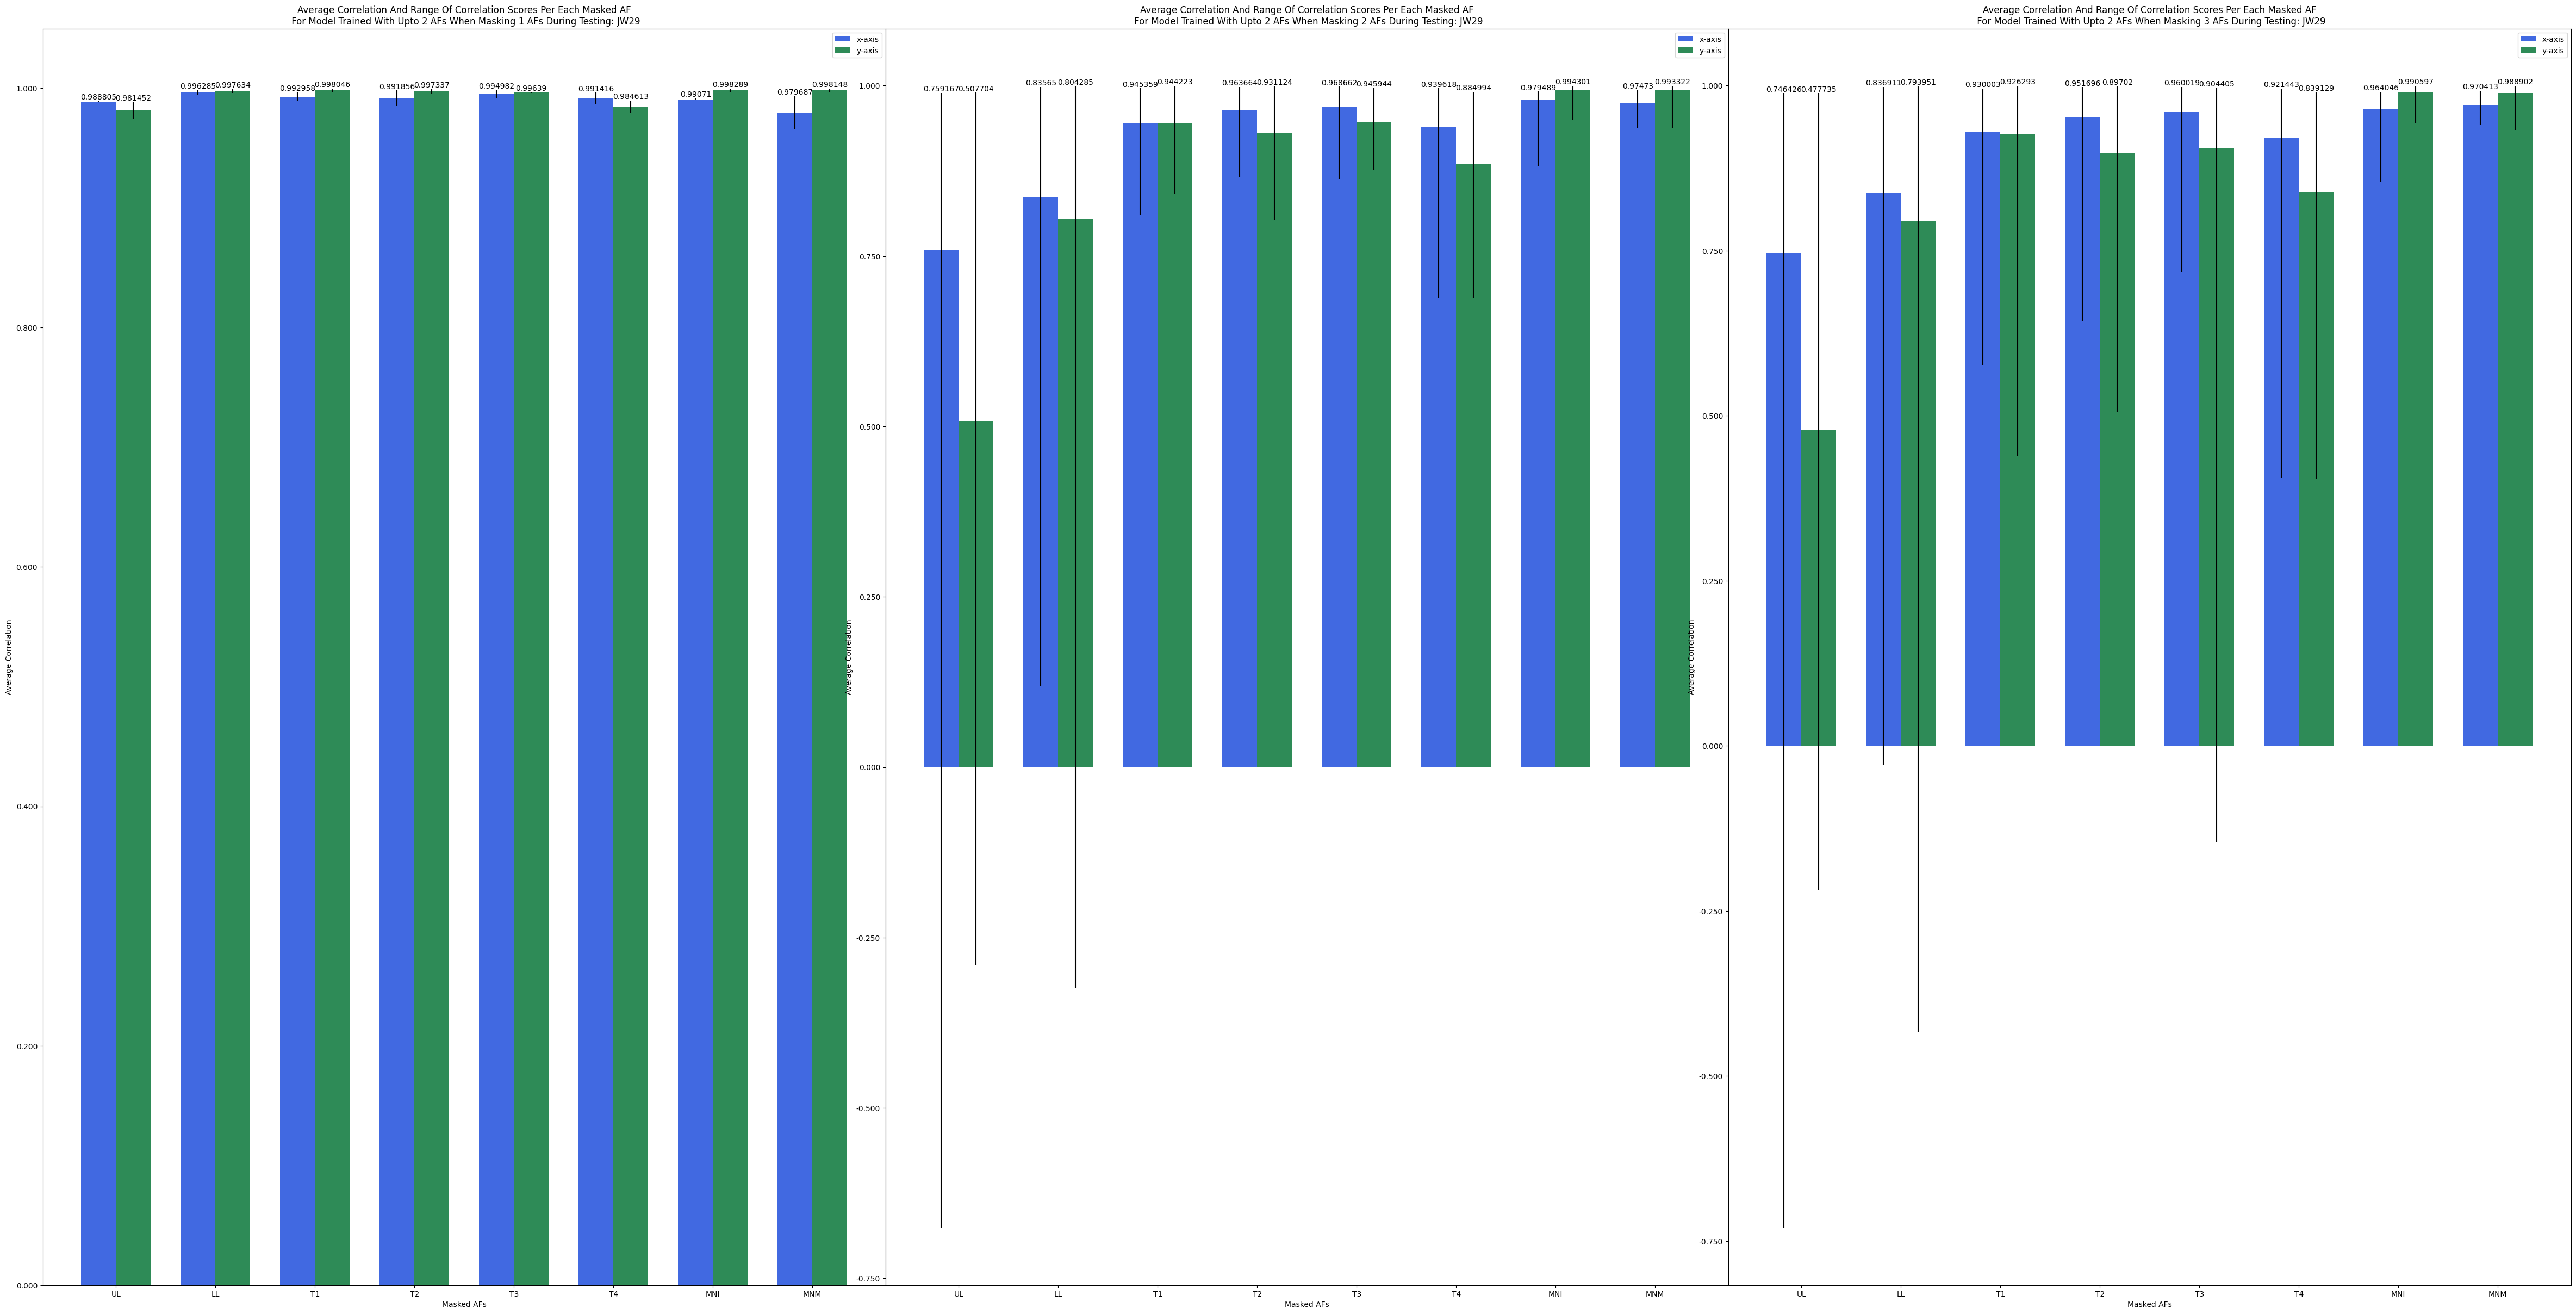 Average Correlation And Range Of Correlation Scores Per Each Masked AF
For Model Trained With Upto 2 AFs When Masking 1 AFs During Testing: JW29
x-axis
y-axis
1.000
0.800
0.600
0.400
0.200
0.000
Average Correlation
0.988805 0.981452 0.996285 0.997634 0.992958 0.998046 0.991856 0.997337 0.994982 0.99639 0.991416 0.984613 0.99071 0.998289 0.979687 0.998148
UL LL T1 T2 T3 T4 MNI MNM
Masked AFs
Average Correlation And Range Of Correlation Scores Per Each Masked AF
For Model Trained With Upto 2 AFs When Masking 2 AFs During Testing: JW29
x-axis
y-axis
1.000
0.750
0.500
0.250
0.000
-0.250
-0.500
-0.750
Average Correlation
0.759167 0.507704 0.83565 0.804285 0.945359 0.944223 0.963664 0.931124 0.968662 0.945944 0.939618 0.884994 0.979489 0.994301 0.97473 0.993322
UL LL T1 T2 T3 T4 MNI MNM
Masked AFs
Average Correlation And Range Of Correlation Scores Per Each Masked AF
For Model Trained With Upto 2 AFs When Masking 3 AFs During Testing: JW29
x-axis
y-axis
1.000
0.750
0.500
0.250
0.000
-0.250
-0.500
-0.750
Average Correlation
0.746426 0.477735 0.836911 0.793951 0.930003 0.926293 0.951696 0.89702 0.960019 0.904405 0.921443 0.839129 0.964046 0.990597 0.970413 0.988902
UL LL T1 T2 T3 T4 MNI MNM
Masked AFs